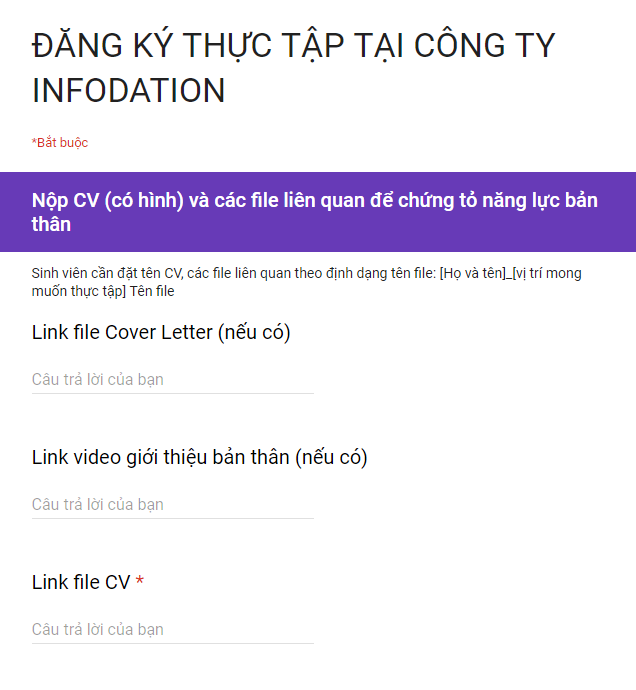 ĐĂNG KÝ THỰC TẬP TẠI CÔNG TY
INFODATION
*Bắt buộc
Nộp CV (có hình) và các file liên quan để chứng tỏ năng lực bản
thân
Sinh viên cần đặt tên CV, các file liên quan theo định dạng tên file: [Họ và tên]_[vị trí mong
muốn thực tập] Tên file
Link file Cover Letter (nếu có)
Câu trả lời của bạn
Link video giới thiệu bản thân (nếu có)
Câu trả lời của bạn
Link file CV *
Câu trả lời của bạn